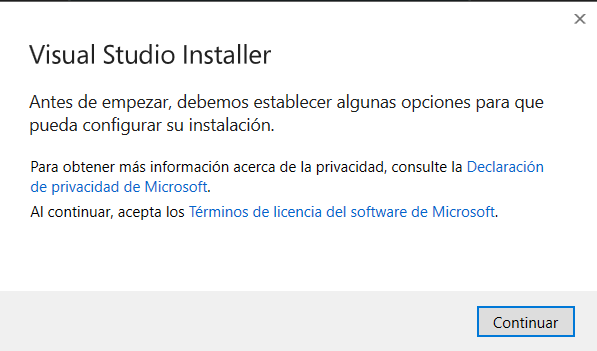 Visual Studio Installer
Antes de empezar, debemos establecer algunas opciones para que
pueda configurar su instalación.
Para obtener más información acerca de la privacidad, consulte la Declaración
de privacidad de Microsoft.
Al continuar, acepta los Términos de licencia del software de Microsoft.
Continuar